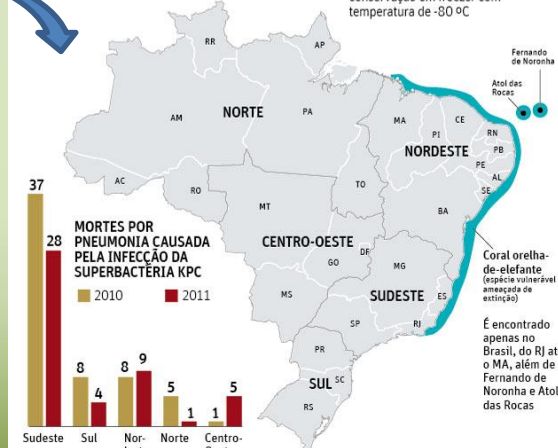 conservação em freezer com
temperatura de -80 ºC
Fernando
de Noronha
Atol das
Rocas
RR
AP
AM
NORTE
PA
MA
CE
RN
PI
PB
NORDESTE
PE
AL
SE
AC
RO
TO
BA
MT
CENTRO-OESTE
DF
GO
MG
MS
SUDESTE
ES
SP
RJ
PR
SUL
SC
RS
Coral orelha-
de-elefante
(espécie vulnerável
ameaçada de
extinção)
É encontrado
apenas no
Brasil, do RJ at
o MA, além de
Fernando de
Noronha e Atol
das Rocas
MORTES POR
PNEUMONIA CAUSADA
PELA INFECÇÃO DA
SUPERBACTÉRIA KPC
2010 2011
37 28
8 4
8 9
5 1
1 5
Sudeste Sul Nor- Norte Centro-